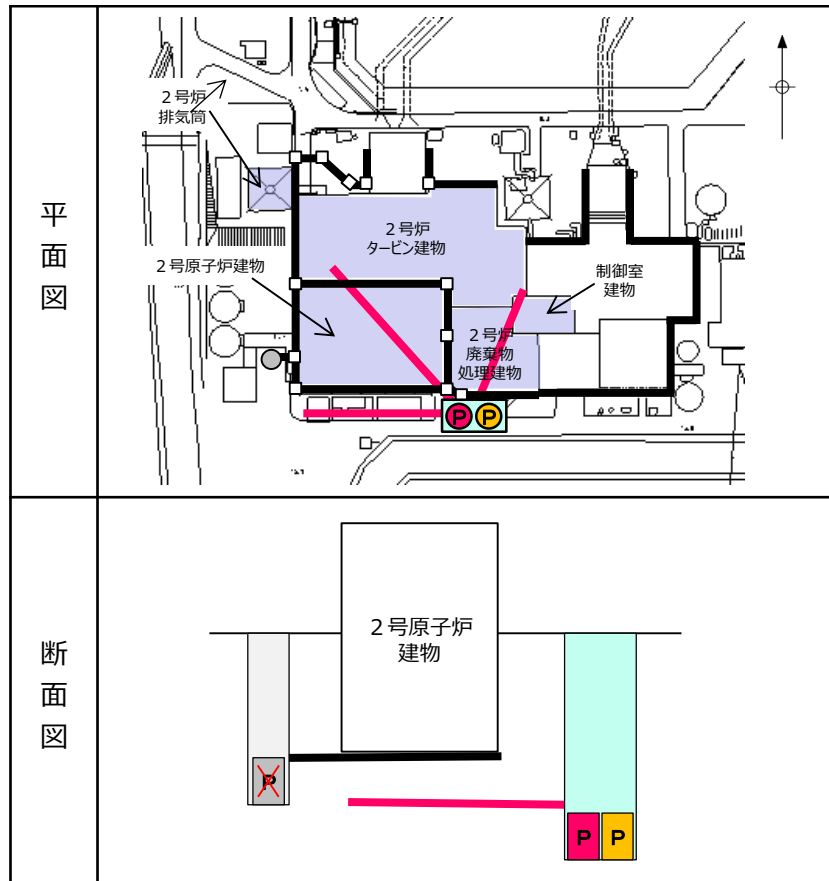 平面図
2号炉
排気筒
2号炉
タービン建物
2号原子炉建物
制御室
建物
2号炉
廃棄物
処理建物
P P
断面図
2号原子炉
建物
P
P P